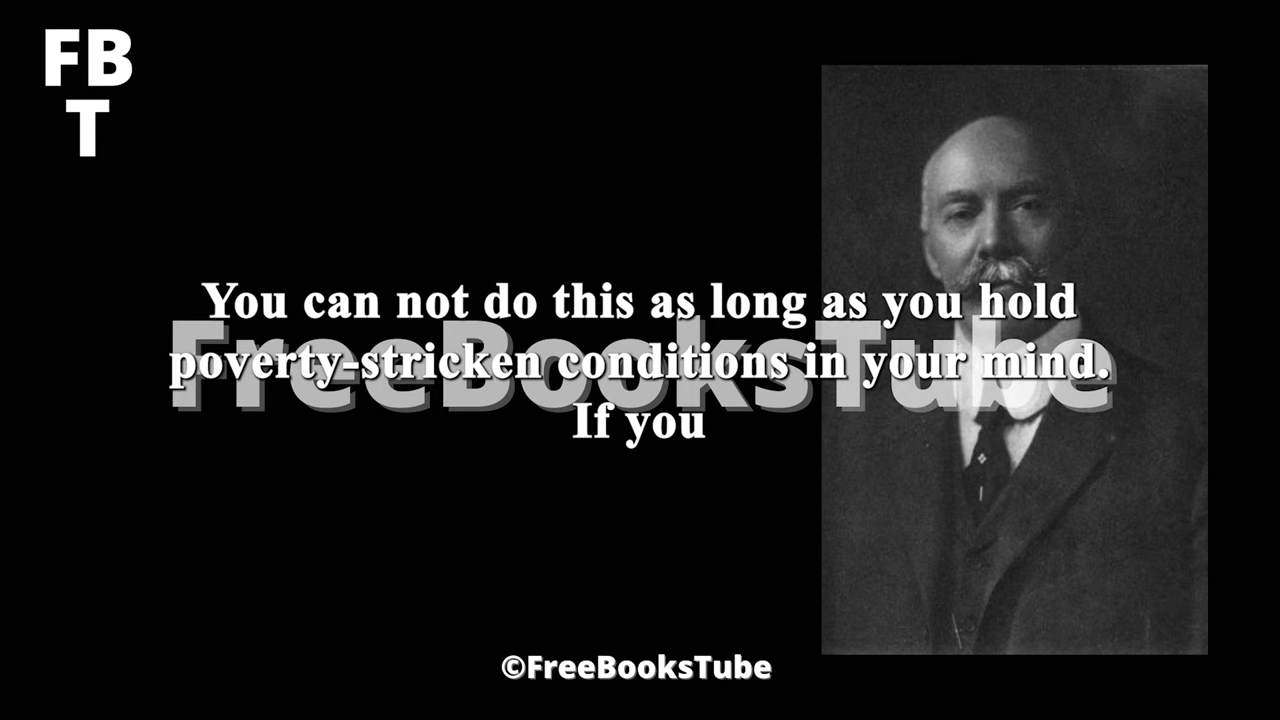 FB
T
You can not do this as long as you hold
poverty-stricken conditions in your mind.
If you
FreeBooksTube
©FreeBooksTube